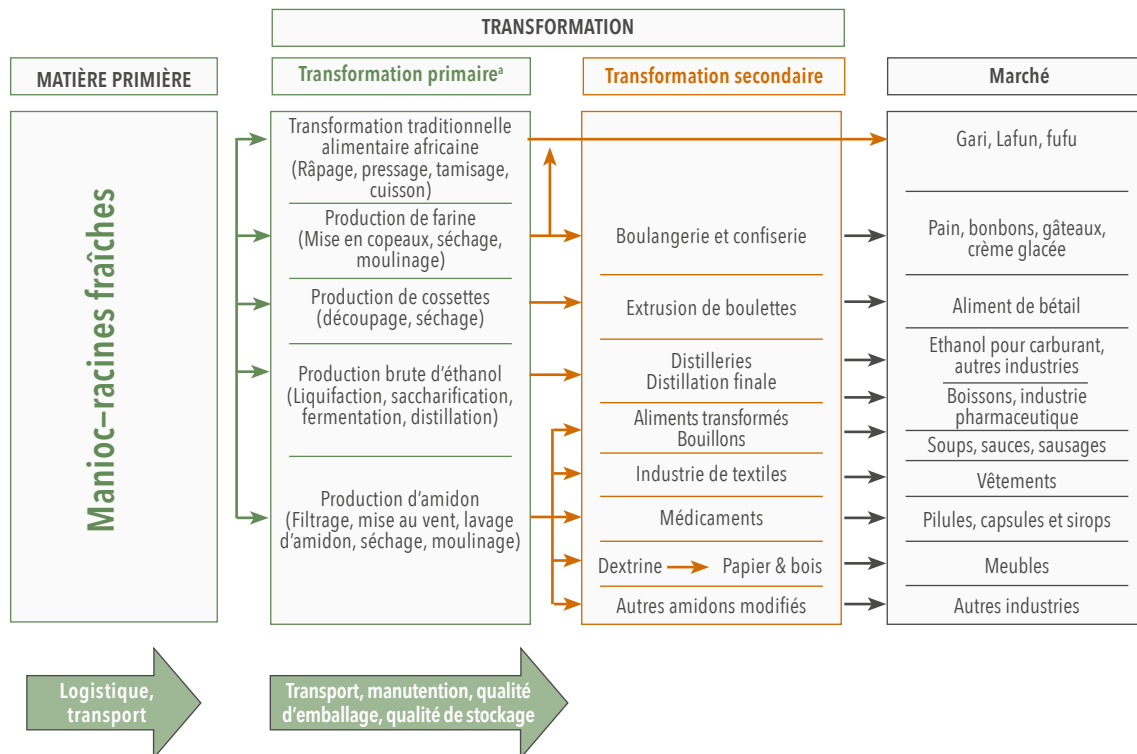 TRANSFORMATION
MATIÈRE PRIMIÈRE
Transformation primaireª
Transformation secondaire
Marché
Manioc–racines fraîches
Transformation traditionnelle
alimentaire africaine
(Râpage, pressage, tamisage,
cuisson)
Production de farine
(Mise en copeaux, séchage,
moulinage)
Production de cossettes
(découpage, séchage)
Production brute d'éthanol
(Liquifaction, saccharification,
fermentation, distillation)
Production d'amidon
(Filtrage, mise au vent, lavage
d'amidon, séchage, moulinage)
Boulangerie et confiserie
Extrusion de boulettes
Distilleries
Distillation finale
Aliments transformés
Bouillons
Industrie de textiles
Médicaments
Dextrine Papier & bois
Autres amidons modifiés
Gari, Lafun, fufu
Pain, bonbons, gâteaux,
crème glacée
Aliment de bétail
Ethanol pour carburant,
autres industries
Boissons, industrie
pharmaceutique
Soups, sauces, sausages
Vêtements
Pilules, capsules et sirops
Meubles
Autres industries
Logistique,
transport
Transport, manutention, qualité
d'emballage, qualité de stockage